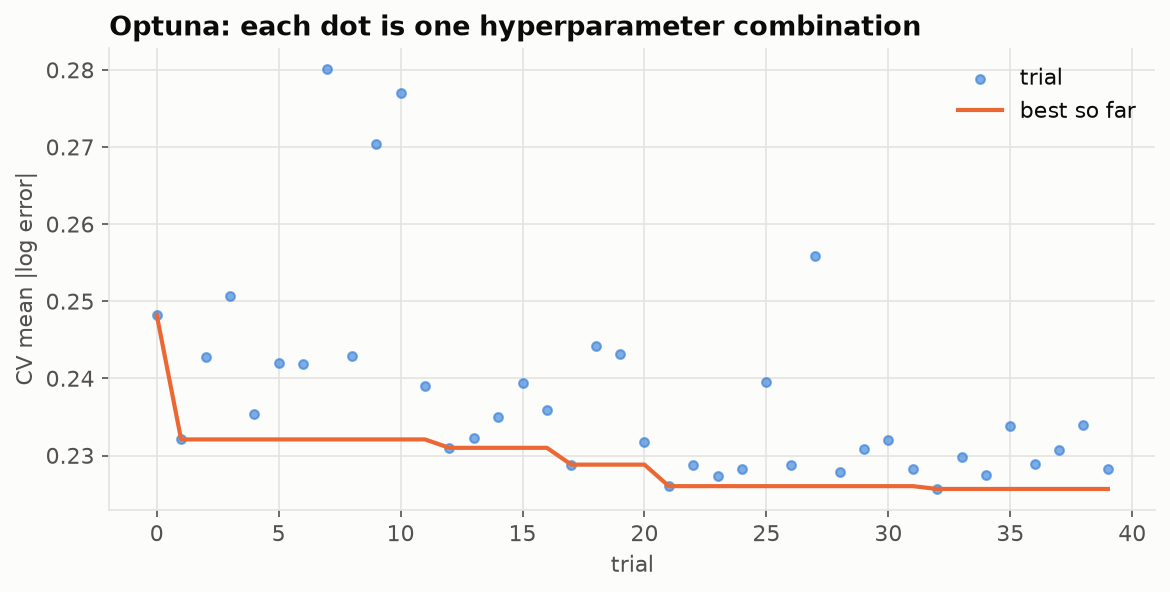 Optuna: each dot is one hyperparameter combination
0.28
0.27
0.26
0.25
0.24
0.23
CV mean |log error|
trial
best so far
0 5 10 15 20 25 30 35 40
trial